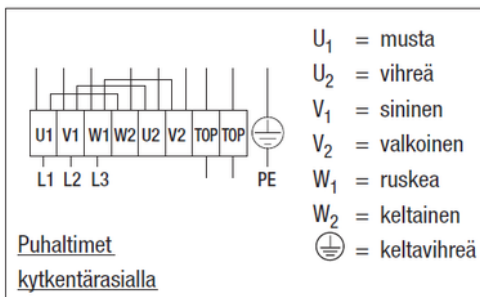 U1 V1 W1 W2 U2 V2 TOP TOP
L1 L2 L3 PE
Puhaltimet
kytkentärasialla
U₁ = musta
U₂ = vihreä
V₁ = sininen
V₂ = valkoinen
W₁ = ruskea
W₂ = keltainen
= keltavihreä